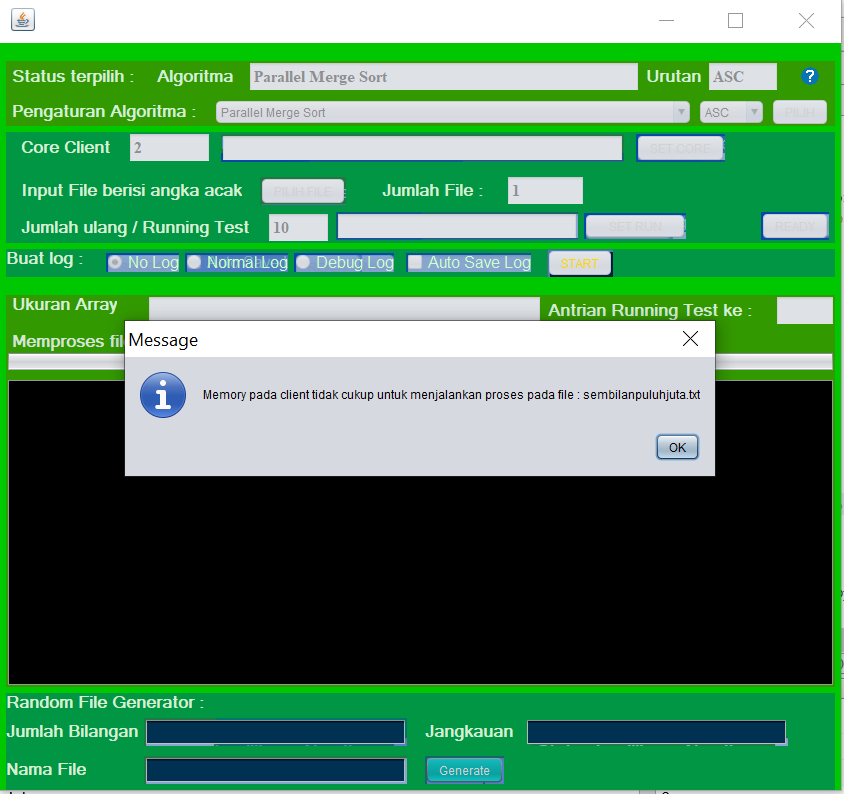 Status terpilih : Algoritma Parallel Merge Sort Urutan ASC ?
Pengaturan Algoritma : Parallel Merge Sort ASC PILIH
Core Client 2 SET CORE
Input File berisi angka acak PILIH FILE Jumlah File : 1
Jumlah ulang / Running Test 10 SET RUN READY
Buat log : No Log Normal Log Debug Log Auto Save Log START
Ukuran Array Antrian Running Test ke :
Memproses fil
Message
Memory pada client tidak cukup untuk menjalankan proses pada file : sembilanpuluhjuta.txt
OK
Random File Generator :
Jumlah Bilangan Jangkauan
Nama File Generate